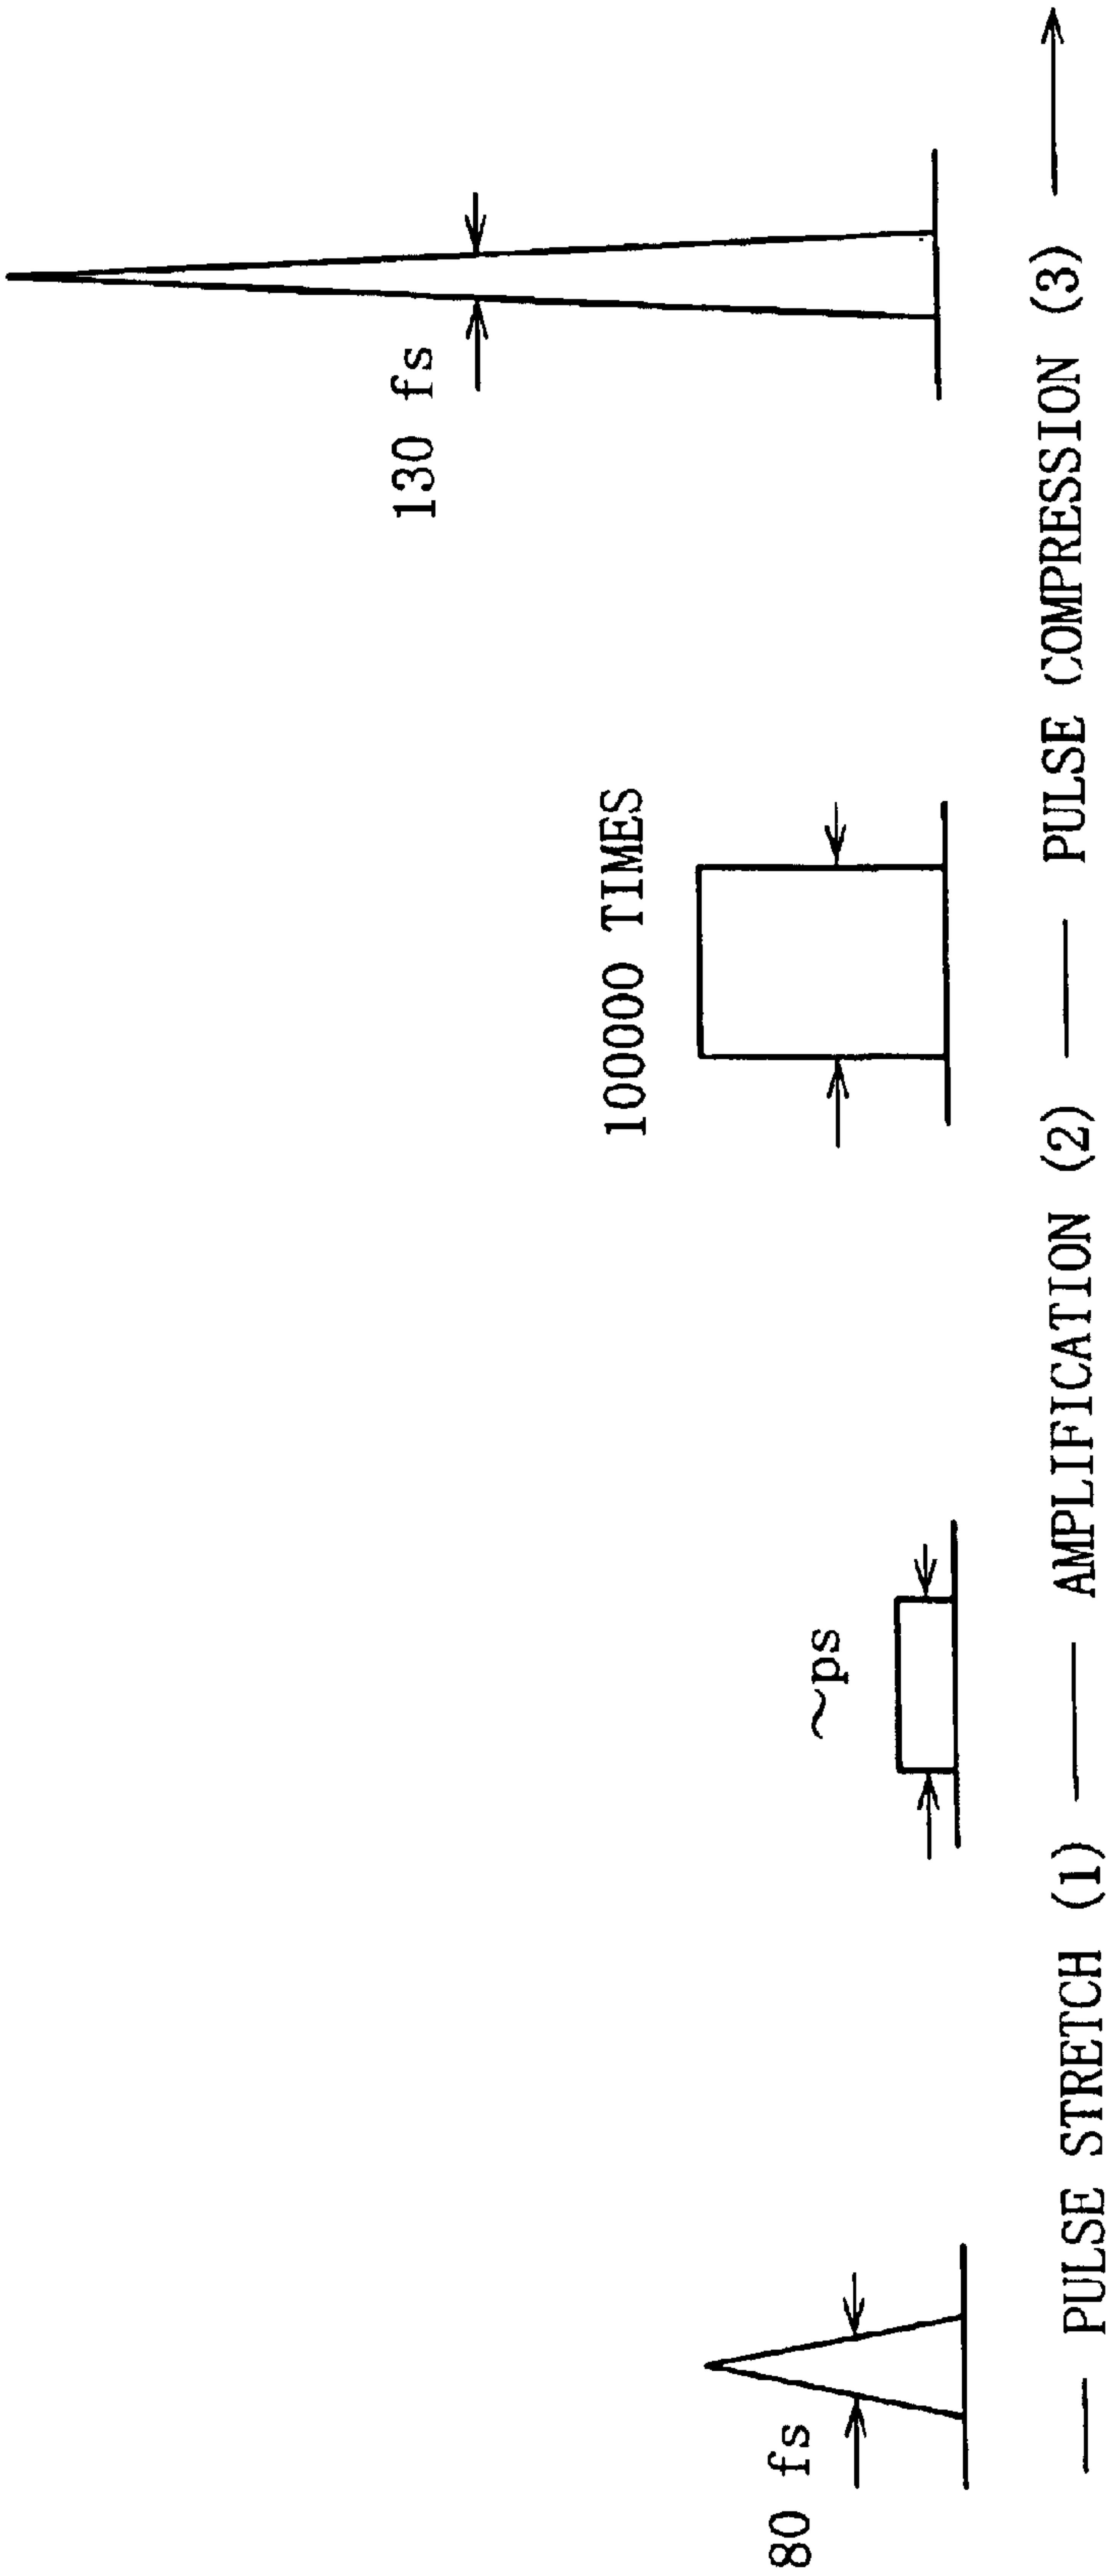 80 fs
~ps
100000 TIMES
130 fs
PULSE STRETCH (1) — AMPLIFICATION (2) — PULSE COMPRESSION (3)